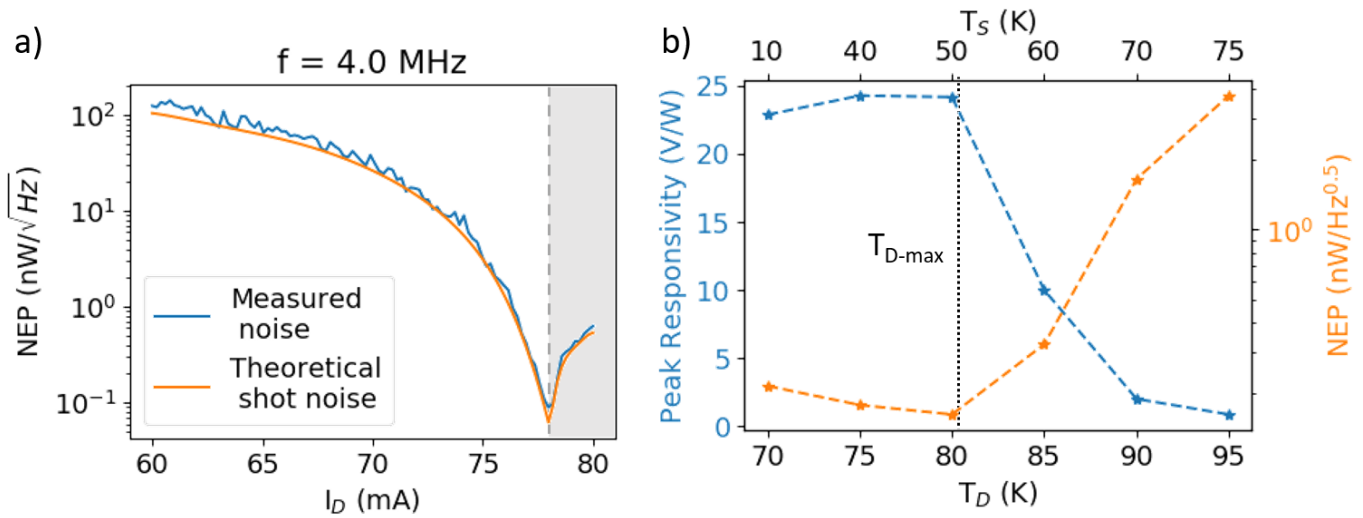 a)
f = 4.0 MHz
NEP (nW/√Hz)
10²
10¹
10⁰
10⁻¹
Measured
noise
Theoretical
shot noise
60
65
70
75
80
I_D (mA)
b)
T_S (K)
10
40
50
60
70
75
Peak Responsivity (V/W)
25
20
15
10
5
0
T_D-max
10⁰
NEP (nW/Hz^0.5)
70
75
80
85
90
95
T_D (K)